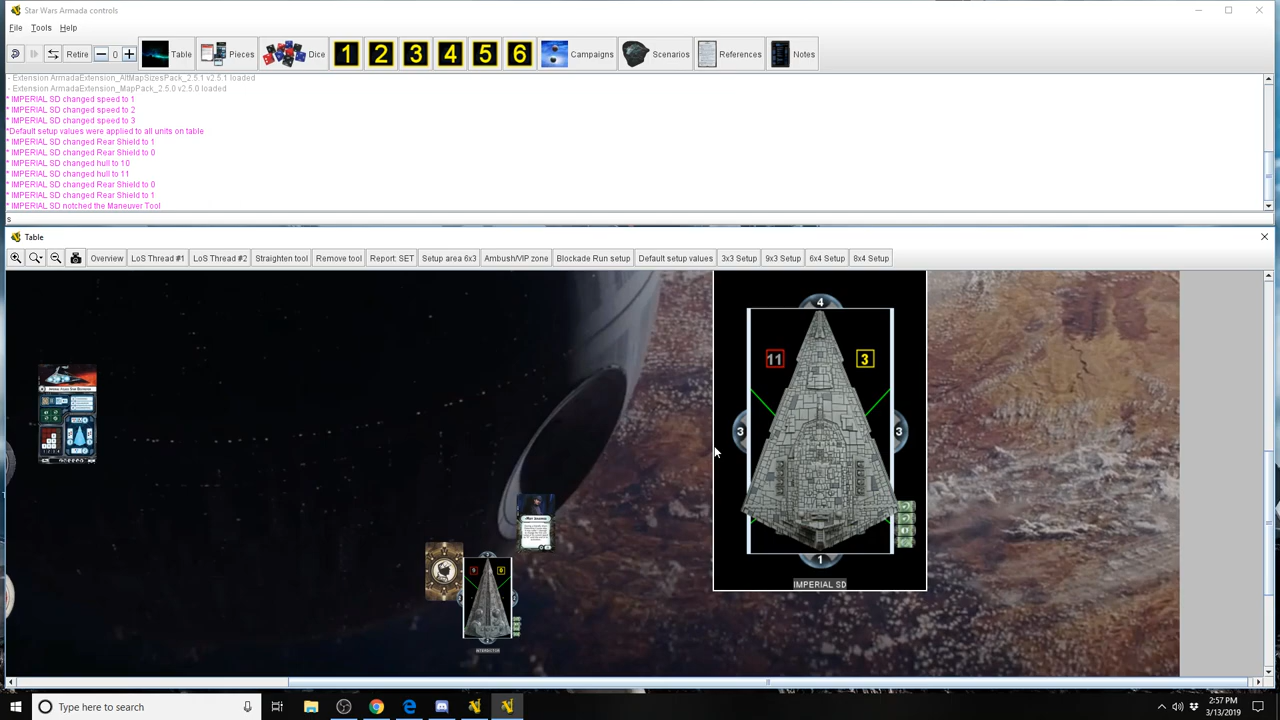 Star Wars Armada controls
File Tools Help
Retire 0 Table Pieces Dice 1 2 3 4 5 6 Campaigns Scenarios References Notes
- Extension ArmadaExtension_AltMapSizesPack_2.5.1 v2.5.1 loaded
- Extension ArmadaExtension_MapPack_2.5.0 v2.5.0 loaded
* IMPERIAL SD changed speed to 1
* IMPERIAL SD changed speed to 2
* IMPERIAL SD changed speed to 3
*Default setup values were applied to all units on table
* IMPERIAL SD changed Rear Shield to 1
* IMPERIAL SD changed Rear Shield to 0
* IMPERIAL SD changed hull to 10
* IMPERIAL SD changed hull to 11
* IMPERIAL SD changed Rear Shield to 0
* IMPERIAL SD changed Rear Shield to 1
* IMPERIAL SD notched the Maneuver Tool
s
Table
Overview LoS Thread #1 LoS Thread #2 Straighten tool Remove tool Report: SET Setup area 6x3 Ambush/VIP zone Blockade Run setup Default setup values 3x3 Setup 9x3 Setup 6x4 Setup 8x4 Setup
4
11 3
3 3
1
IMPERIAL SD
9 0
INTERDICTOR
Type here to search
2:57 PM
3/13/2019